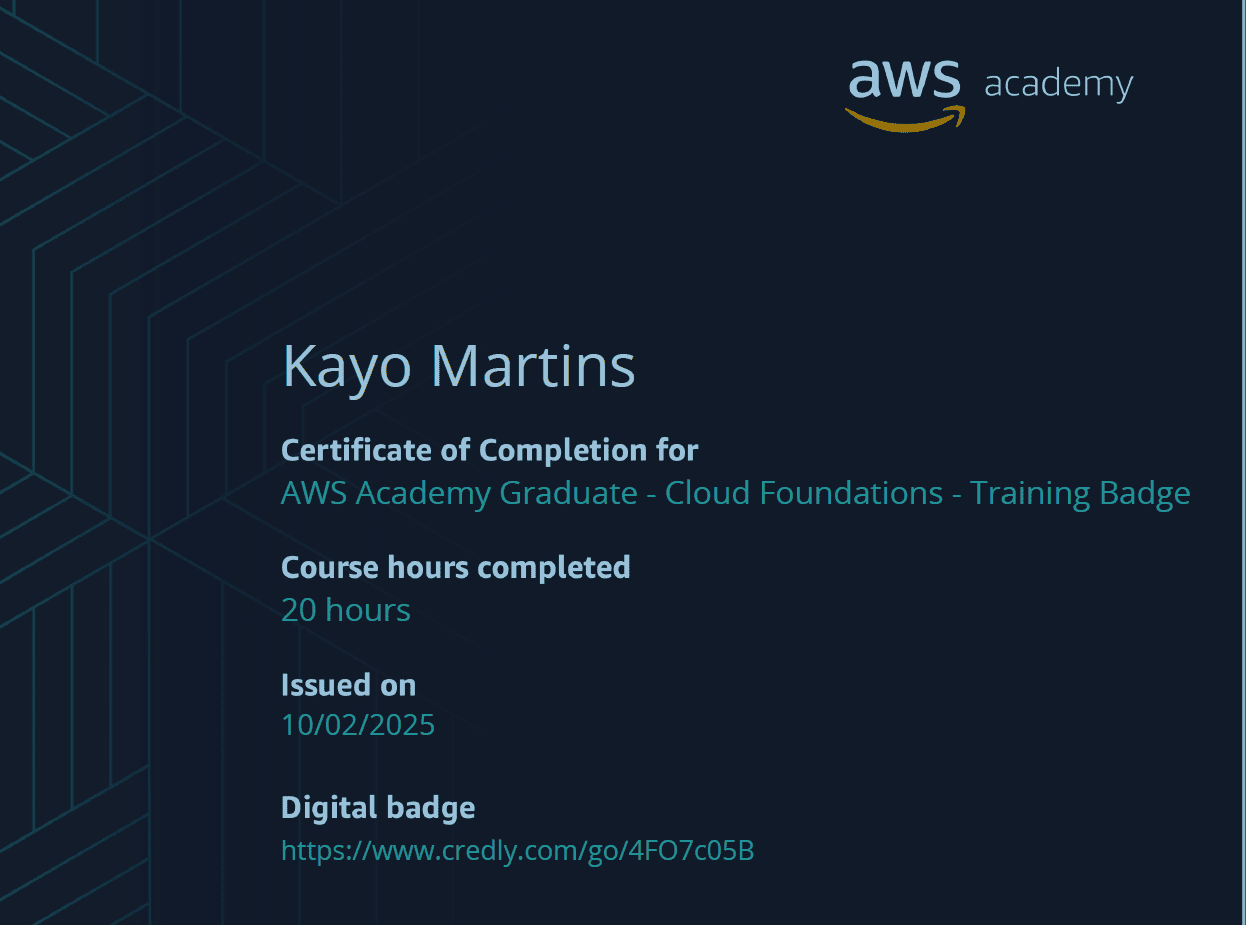 aws academy
Kayo Martins
Certificate of Completion for
AWS Academy Graduate - Cloud Foundations - Training Badge
Course hours completed
20 hours
Issued on
10/02/2025
Digital badge
https://www.credly.com/go/4FO7c05B